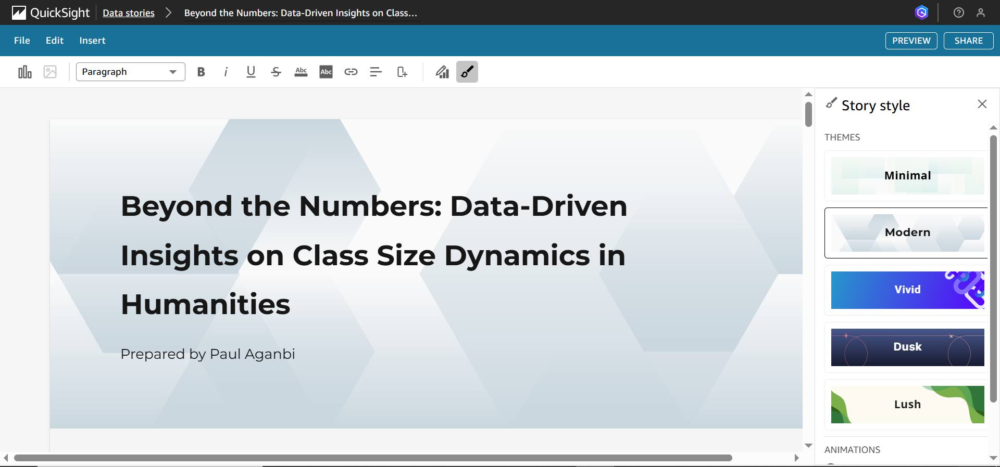 QuickSight Data stories Beyond the Numbers: Data-Driven Insights on Class...
File Edit Insert PREVIEW SHARE
Paragraph B i U S Abc Abc
Story style
THEMES
Minimal
Modern
Vivid
Dusk
Lush
ANIMATIONS
Beyond the Numbers: Data-Driven
Insights on Class Size Dynamics in
Humanities
Prepared by Paul Aganbi